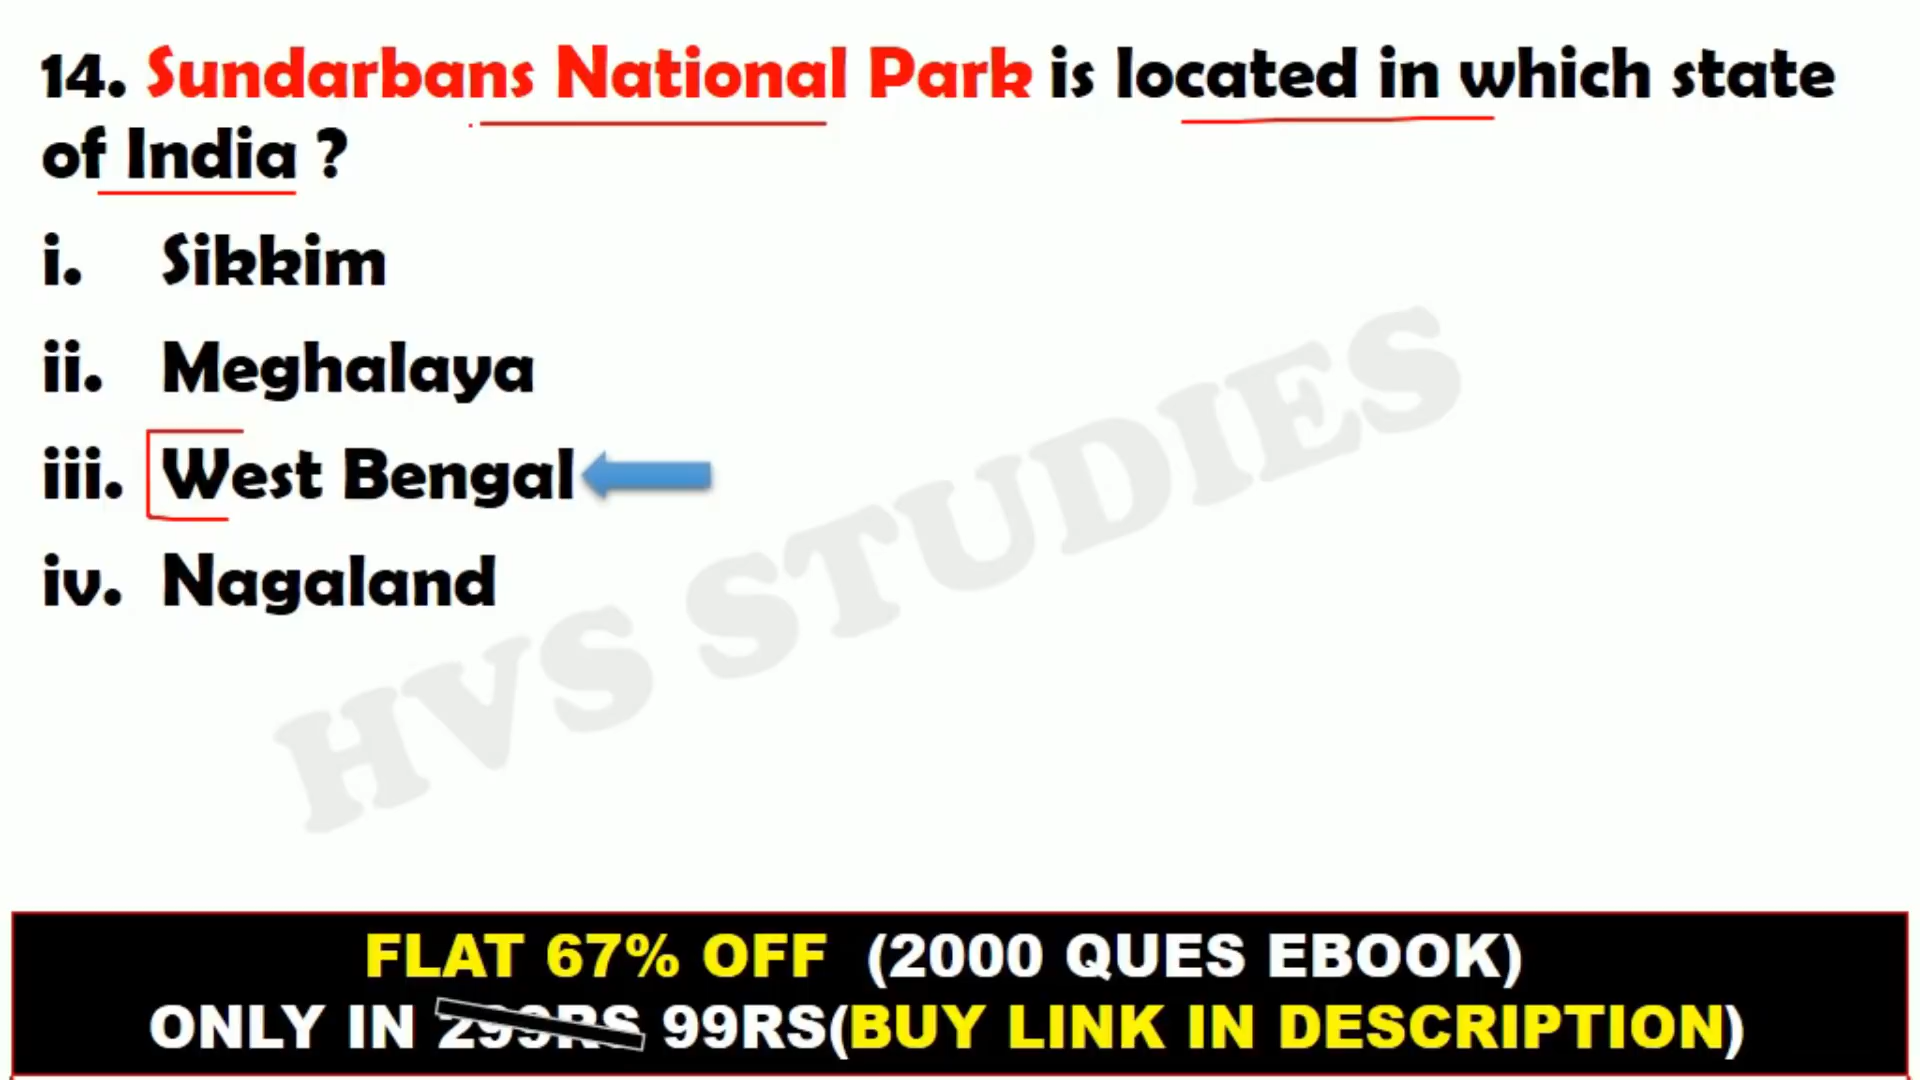 14. Sundarbans National Park is located in which state
of India ?
i. Sikkim
ii. Meghalaya
iii. West Bengal
iv. Nagaland
HVS STUDIES
FLAT 67% OFF (2000 QUES EBOOK)
ONLY IN 299RS 99RS(BUY LINK IN DESCRIPTION)